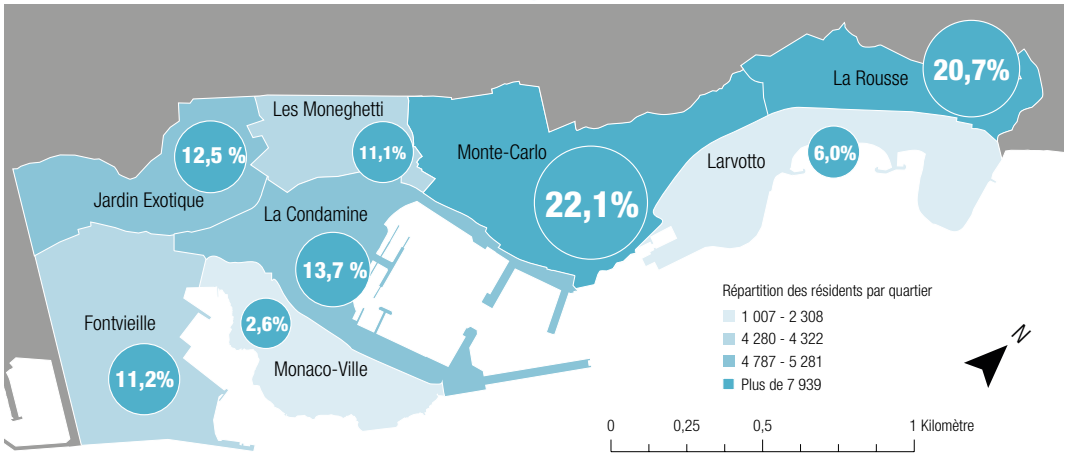 La Rousse
20,7%
Les Moneghetti
11,1%
12,5 %
Monte-Carlo
Larvotto
6,0%
Jardin Exotique
La Condamine
22,1%
13,7 %
Fontvieille
2,6%
11,2%
Monaco-Ville
Répartition des résidents par quartier
1 007 - 2 308
4 280 - 4 322
4 787 - 5 281
Plus de 7 939
N
0 0,25 0,5 1 Kilomètre